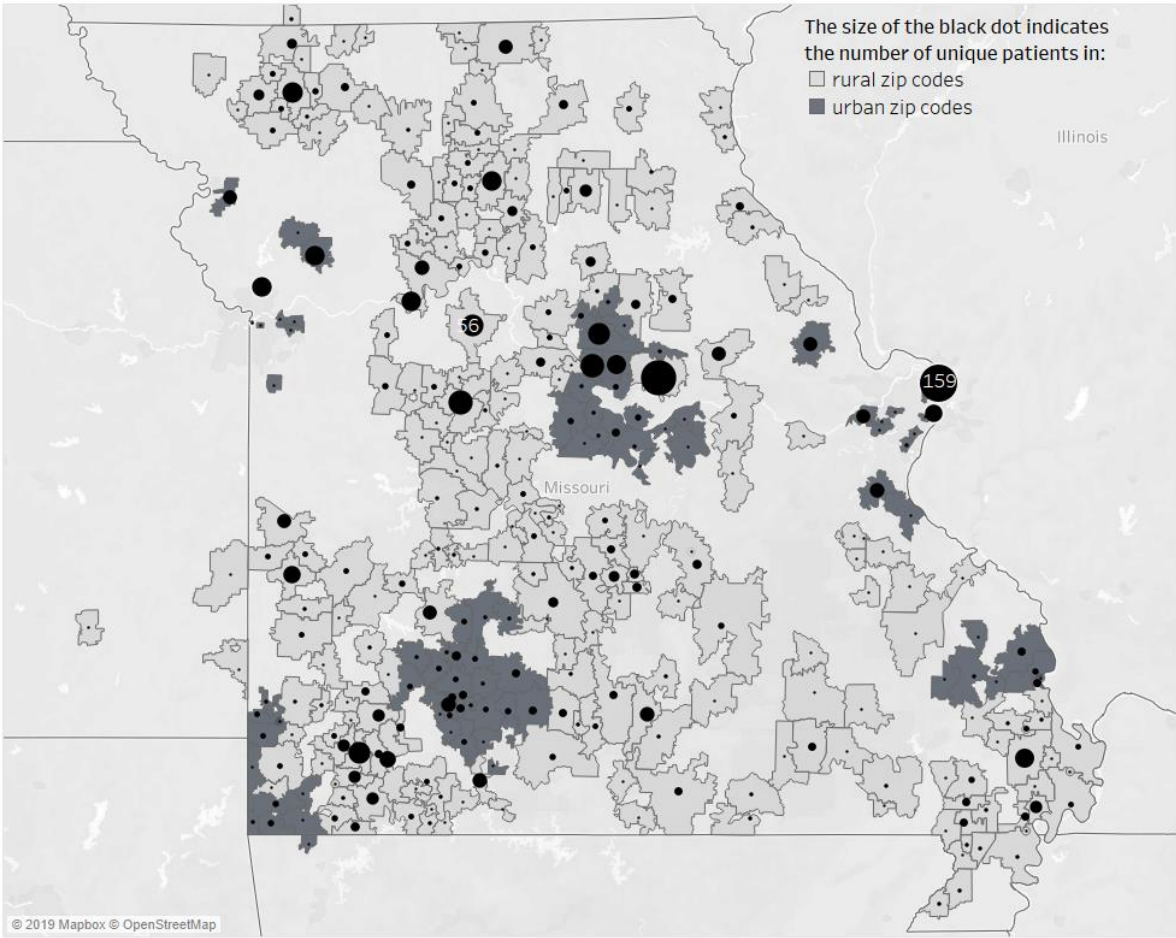 The size of the black dot indicates
the number of unique patients in:
rural zip codes
urban zip codes
Illinois
56
159
Missouri
© 2019 Mapbox © OpenStreetMap